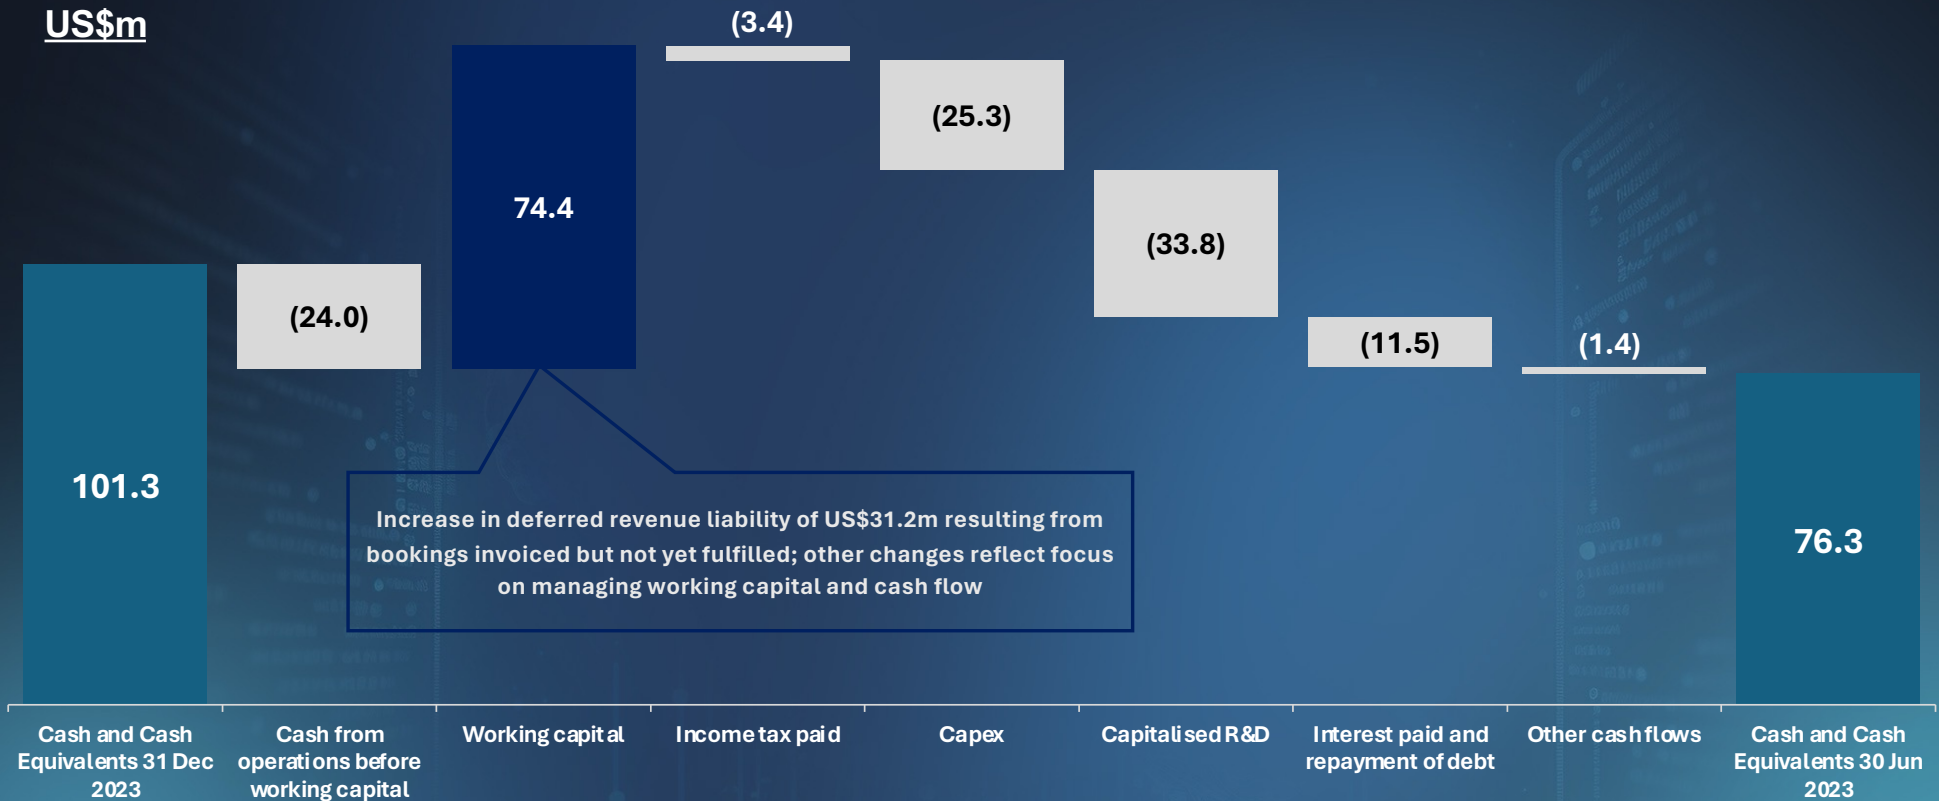 US$m
101.3
(24.0)
74.4
(3.4)
(25.3)
(33.8)
(11.5)
(1.4)
76.3
Increase in deferred revenue liability of US$31.2m resulting from
bookings invoiced but not yet fulfilled; other changes reflect focus
on managing working capital and cash flow
Cash and Cash
Equivalents 31 Dec
2023
Cash from
operations before
working capital
Working capital
Income tax paid
Capex
Capitalised R&D
Interest paid and
repayment of debt
Other cash flows
Cash and Cash
Equivalents 30 Jun
2023